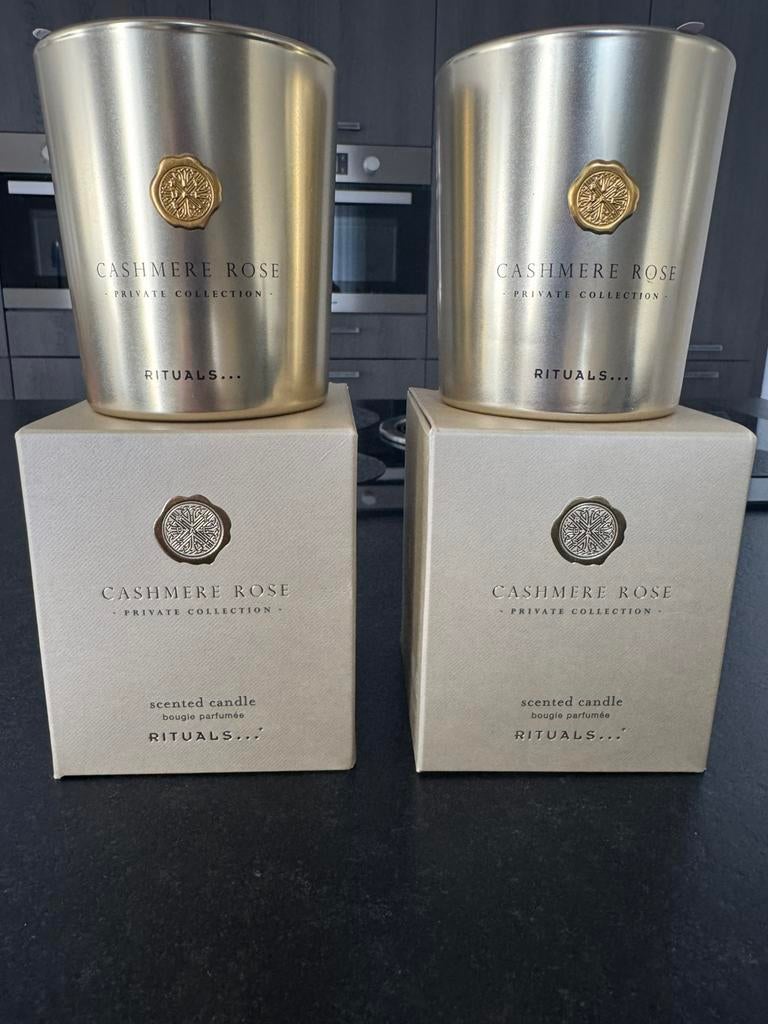 CASHMERE ROSE
- PRIVATE COLLECTION -
RITUALS...
CASHMERE ROSE
- PRIVATE COLLECTION -
RITUALS...
CASHMERE ROSE
- PRIVATE COLLECTION -
scented candle
bougie parfumée
RITUALS...
CASHMERE ROSE
- PRIVATE COLLECTION -
scented candle
bougie parfumée
RITUALS...